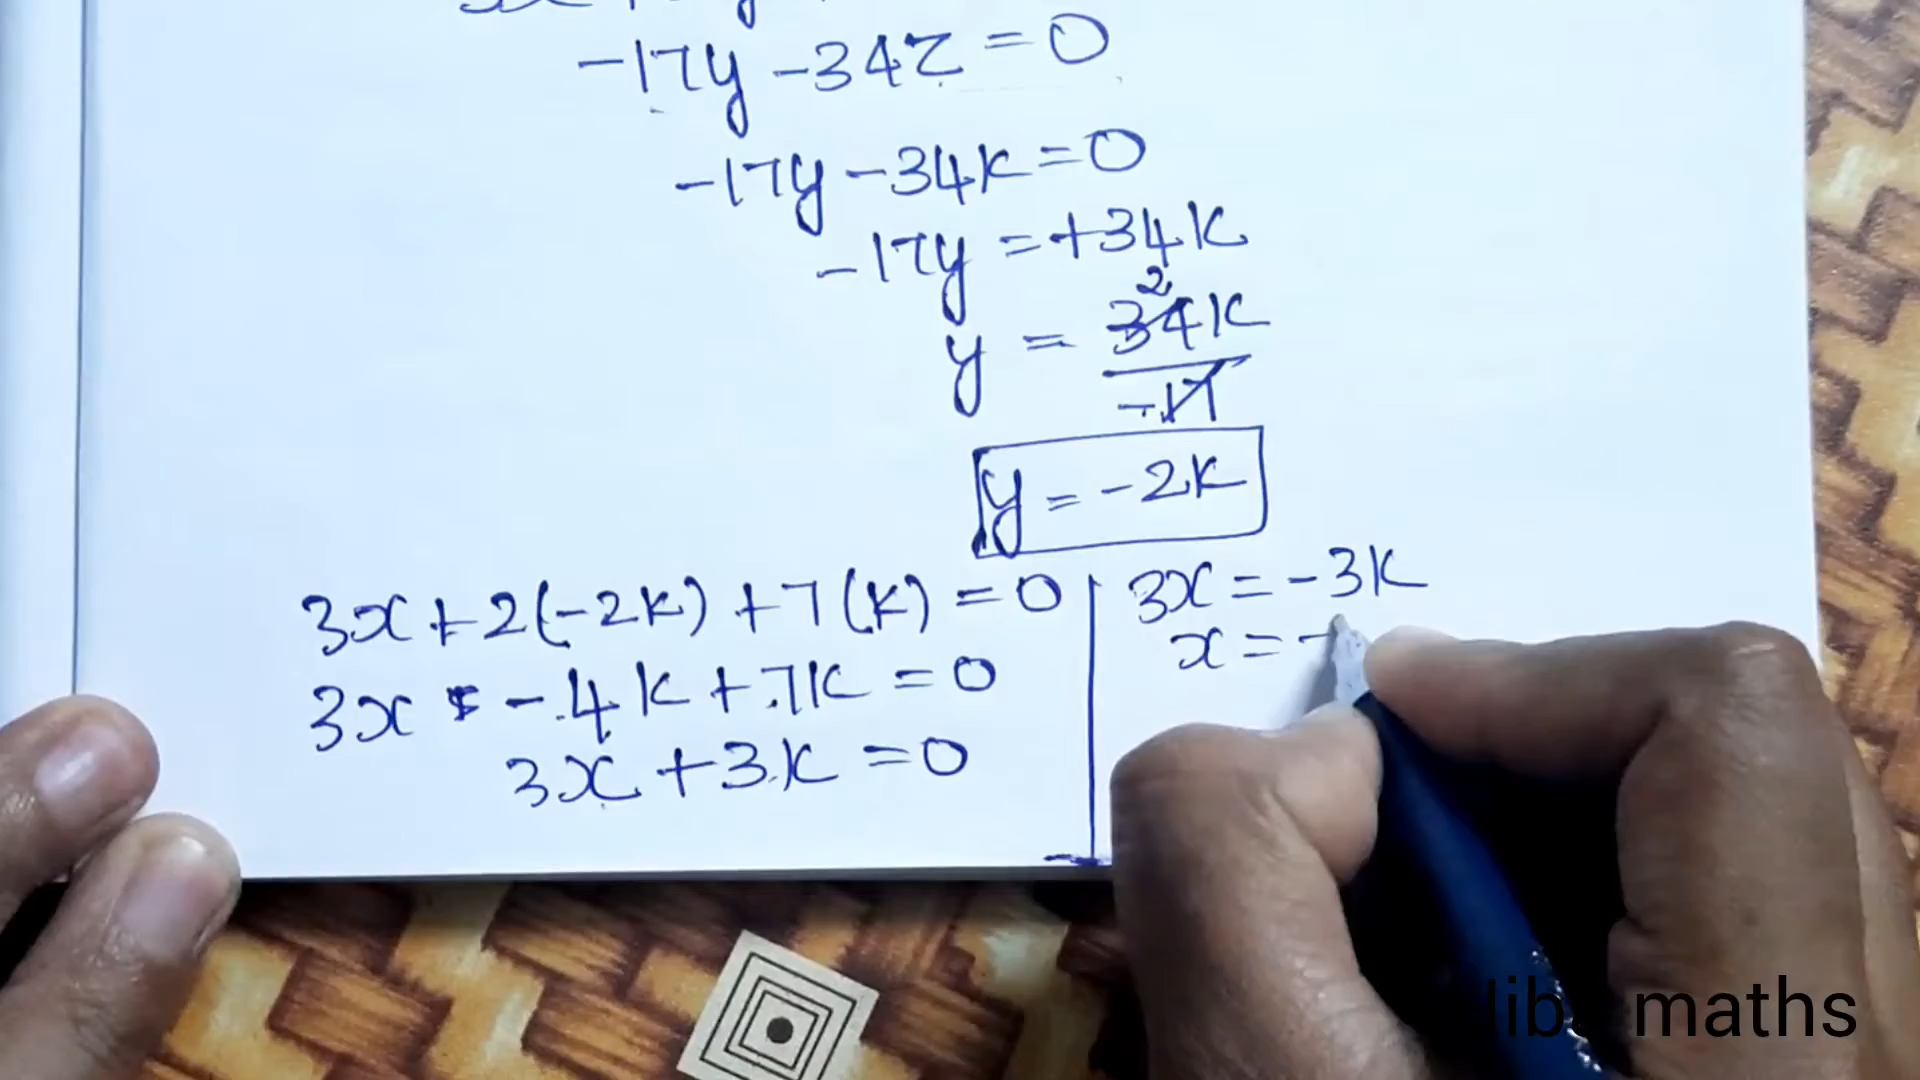 -17y -34z = 0
-17y -34k = 0
-17y = +34k
2
y = 34k
-17
y = -2k
3x + 2(-2k) + 7(k) = 0
3x - 4k + 7k = 0
3x + 3k = 0
3x = -3k
x = -
maths